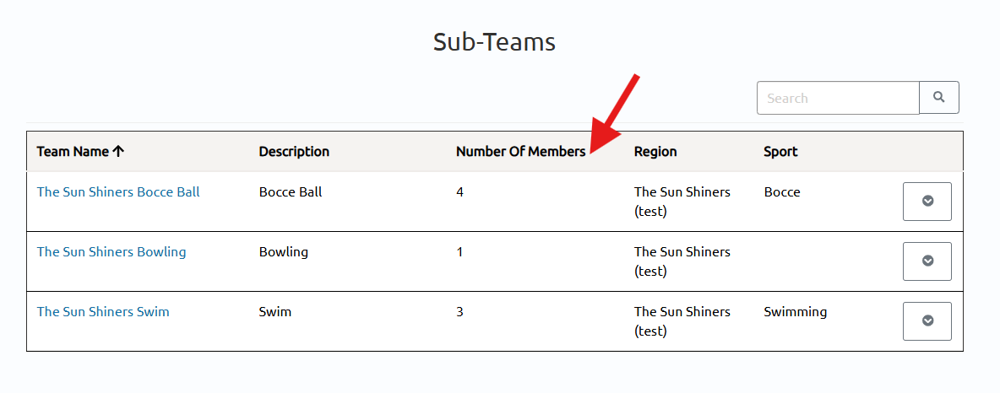 Sub-Teams
Search
Team Name Description Number Of Members Region Sport
The Sun Shiners Bocce Ball Bocce Ball 4 The Sun Shiners Bocce
(test)
The Sun Shiners Bowling Bowling 1 The Sun Shiners
(test)
The Sun Shiners Swim Swim 3 The Sun Shiners Swimming
(test)